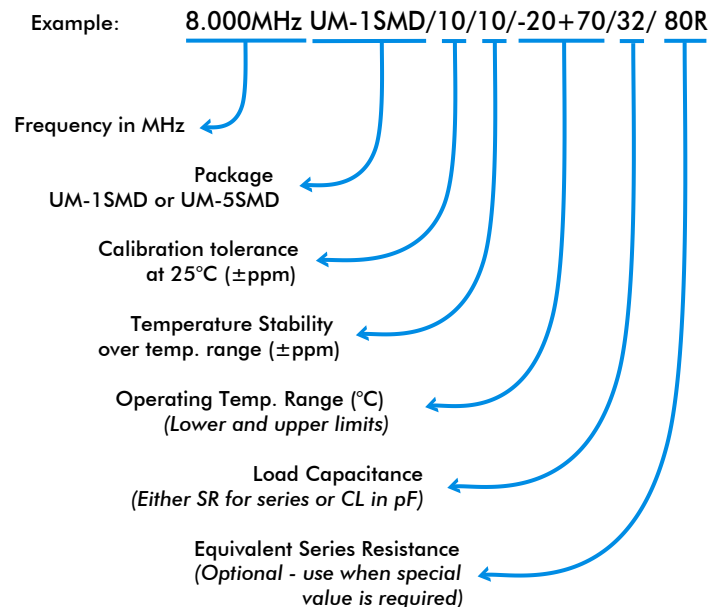 Example: 8.000MHz UM-1SMD/10/10/-20+70/32/ 80R
Frequency in MHz
Package
UM-1SMD or UM-5SMD
Calibration tolerance
at 25°C (±ppm)
Temperature Stability
over temp. range (±ppm)
Operating Temp. Range (°C)
(Lower and upper limits)
Load Capacitance
(Either SR for series or CL in pF)
Equivalent Series Resistance
(Optional - use when special
value is required)